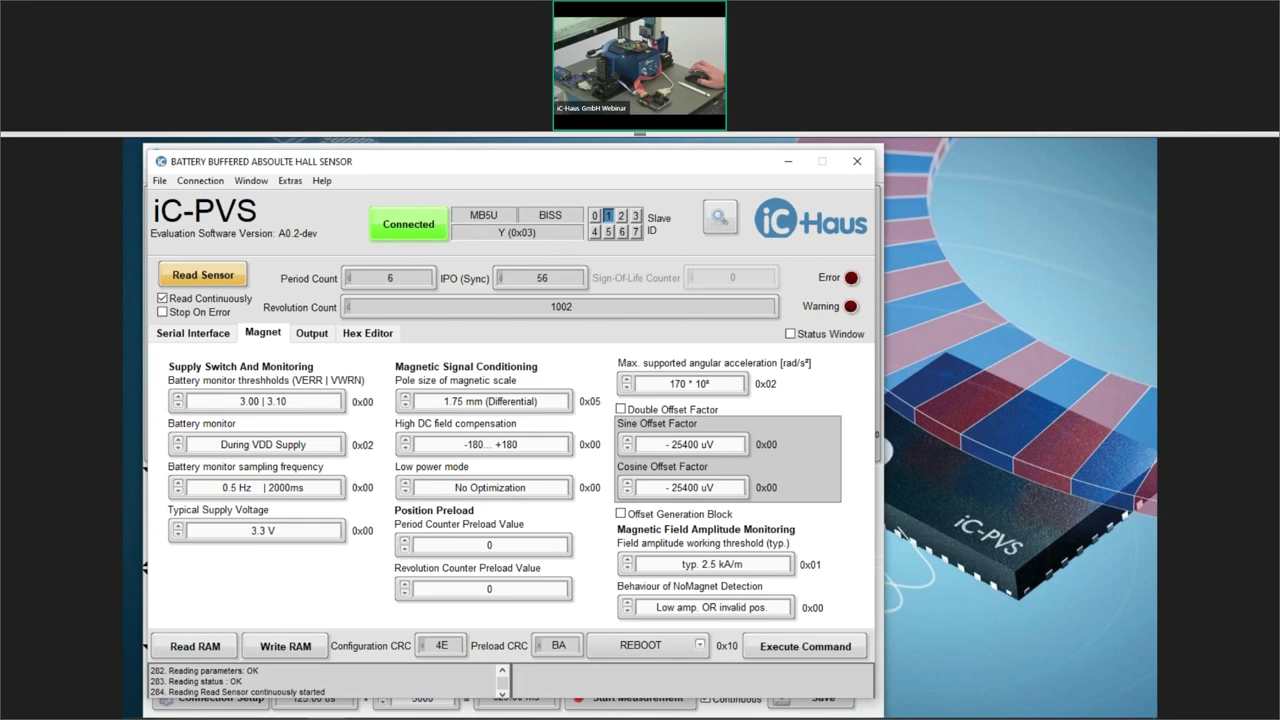 iC-Haus GmbH Webinar
iC BATTERY BUFFERED ABSOULTE HALL SENSOR
File Connection Window Extras Help
iC-PVS
Evaluation Software Version: A0.2-dev
Connected
MB5U BISS
Y (0x03)
0 1 2 3
4 5 6 7
Slave
ID
iC Haus
Read Sensor
Read Continuously
Stop On Error
Period Count 6 IPO (Sync) 56 Sign-Of-Life Counter 0
Revolution Count 1002
Error
Warning
Serial Interface Magnet Output Hex Editor
Status Window
Supply Switch And Monitoring
Battery monitor threshholds (VERR | VWRN)
3.00 | 3.10 0x00
Battery monitor
During VDD Supply 0x02
Battery monitor sampling frequency
0.5 Hz | 2000ms 0x00
Typical Supply Voltage
3.3 V 0x00
Magnetic Signal Conditioning
Pole size of magnetic scale
1.75 mm (Differential) 0x05
High DC field compensation
-180... +180 0x00
Low power mode
No Optimization 0x00
Position Preload
Period Counter Preload Value
0
Revolution Counter Preload Value
0
Max. supported angular acceleration [rad/s²]
170 * 10³ 0x02
Double Offset Factor
Sine Offset Factor
- 25400 uV 0x00
Cosine Offset Factor
- 25400 uV 0x00
Offset Generation Block
Magnetic Field Amplitude Monitoring
Field amplitude working threshold (typ.)
typ. 2.5 kA/m 0x01
Behaviour of NoMagnet Detection
Low amp. OR invalid pos. 0x00
Read RAM Write RAM Configuration CRC 4E Preload CRC BA REBOOT 0x10 Execute Command
282. Reading parameters: OK
283. Reading status : OK
284. Reading Read Sensor continuously started
Connection Setup Start Measurement Continuous Save
iC-PVS